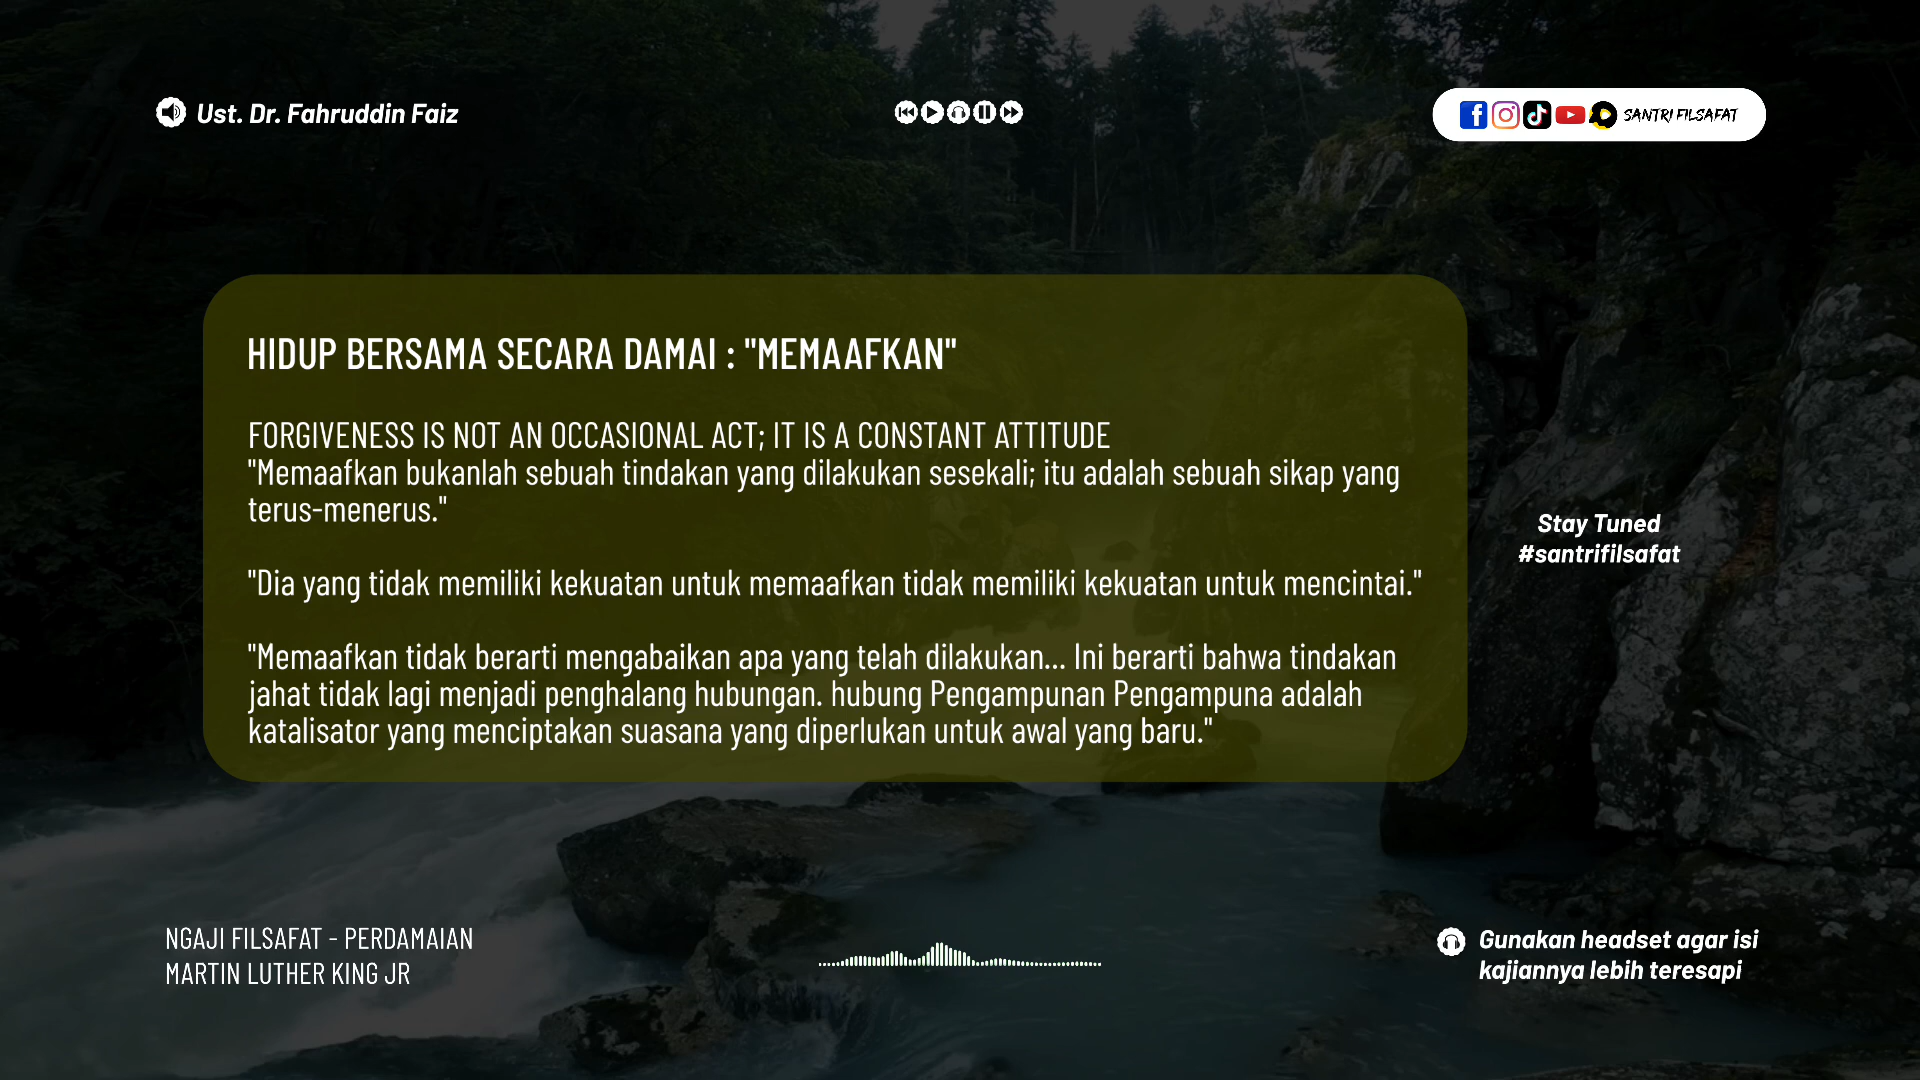 Ust. Dr. Fahruddin Faiz
SANTRI FILSAFAT
HIDUP BERSAMA SECARA DAMAI : "MEMAAFKAN"
FORGIVENESS IS NOT AN OCCASIONAL ACT; IT IS A CONSTANT ATTITUDE
"Memaafkan bukanlah sebuah tindakan yang dilakukan sesekali; itu adalah sebuah sikap yang
terus-menerus."
"Dia yang tidak memiliki kekuatan untuk memaafkan tidak memiliki kekuatan untuk mencintai."
"Memaafkan tidak berarti mengabaikan apa yang telah dilakukan... Ini berarti bahwa tindakan
jahat tidak lagi menjadi penghalang hubungan. hubung Pengampunan Pengampuna adalah
katalisator yang menciptakan suasana yang diperlukan untuk awal yang baru."
Stay Tuned
#santrifilsafat
NGAJI FILSAFAT - PERDAMAIAN
MARTIN LUTHER KING JR
Gunakan headset agar isi
kajiannya lebih teresapi